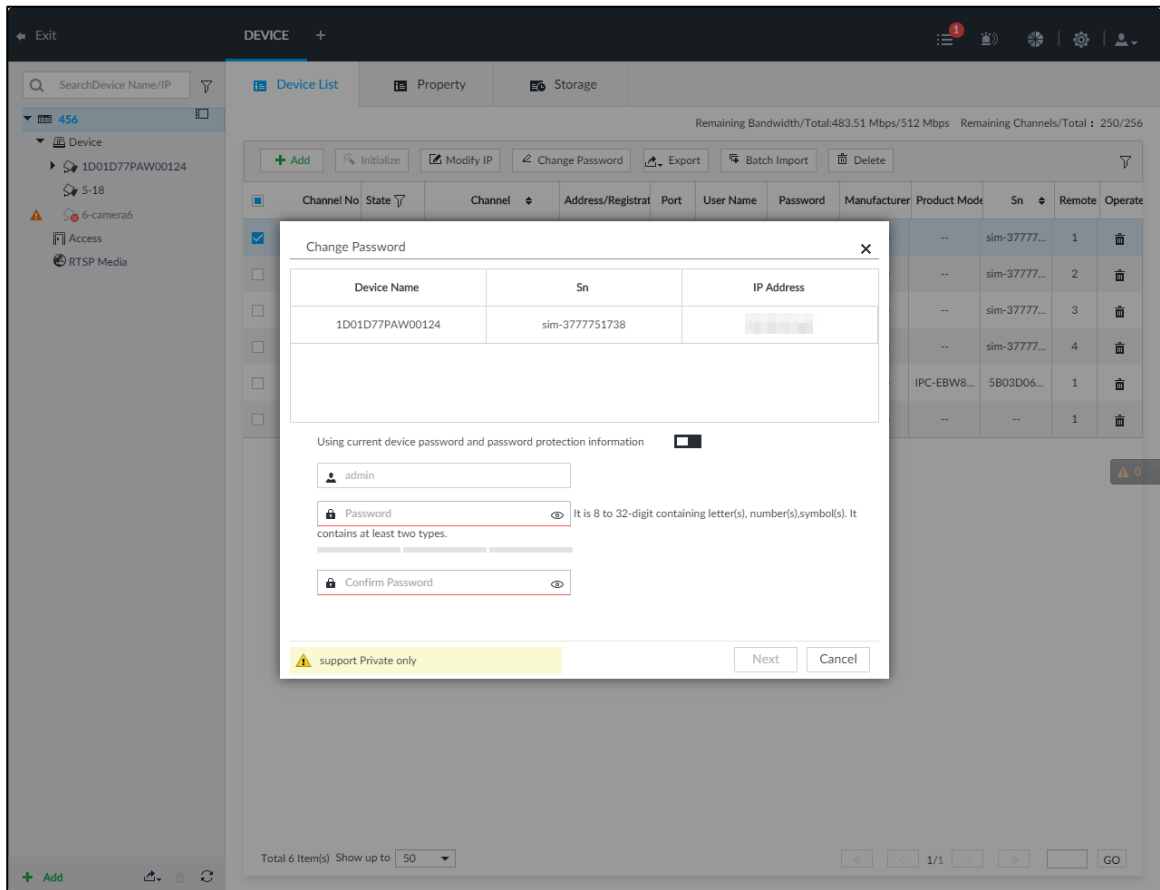 Exit
DEVICE +
1
SearchDevice Name/IP
456
Device
1D01D77PAW00124
5-18
6-camera6
Access
RTSP Media
Add
Device List
Property
Storage
Remaining Bandwidth/Total:483.51 Mbps/512 Mbps Remaining Channels/Total : 250/256
+ Add Initialize Modify IP Change Password Export Batch Import Delete
Channel No State Channel Address/Registrat Port User Name Password Manufacturer Product Mode Sn Remote Operate
-- sim-37777... 1
-- sim-37777... 2
-- sim-37777... 3
-- sim-37777... 4
IPC-EBW8... 5B03D06... 1
-- -- 1
Change Password
Device Name Sn IP Address
1D01D77PAW00124 sim-3777751738
Using current device password and password protection information
admin
Password
It is 8 to 32-digit containing letter(s), number(s),symbol(s). It
contains at least two types.
Confirm Password
support Private only
Next Cancel
0
Total 6 Item(s) Show up to 50
1/1 GO